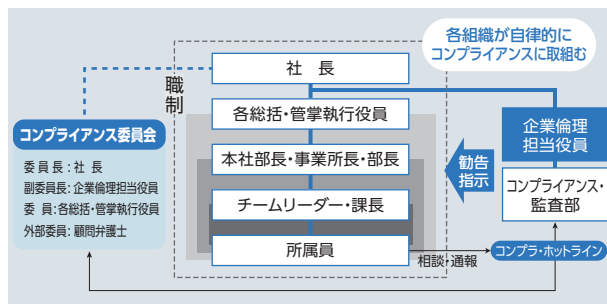 各組織が自律的に
コンプライアンスに取組む
職制
社　長
各総括・管掌執行役員
本社部長・事業所長・部長
チームリーダー・課長
所属員
コンプライアンス委員会
委 員 長：社 長
副委員長：企業倫理担当役員
委　員：各総括・管掌執行役員
外部委員：顧問弁護士
勧告
指示
企業倫理
担当役員
コンプライアンス・
監査部
相談・通報
コンプラ・ホットライン